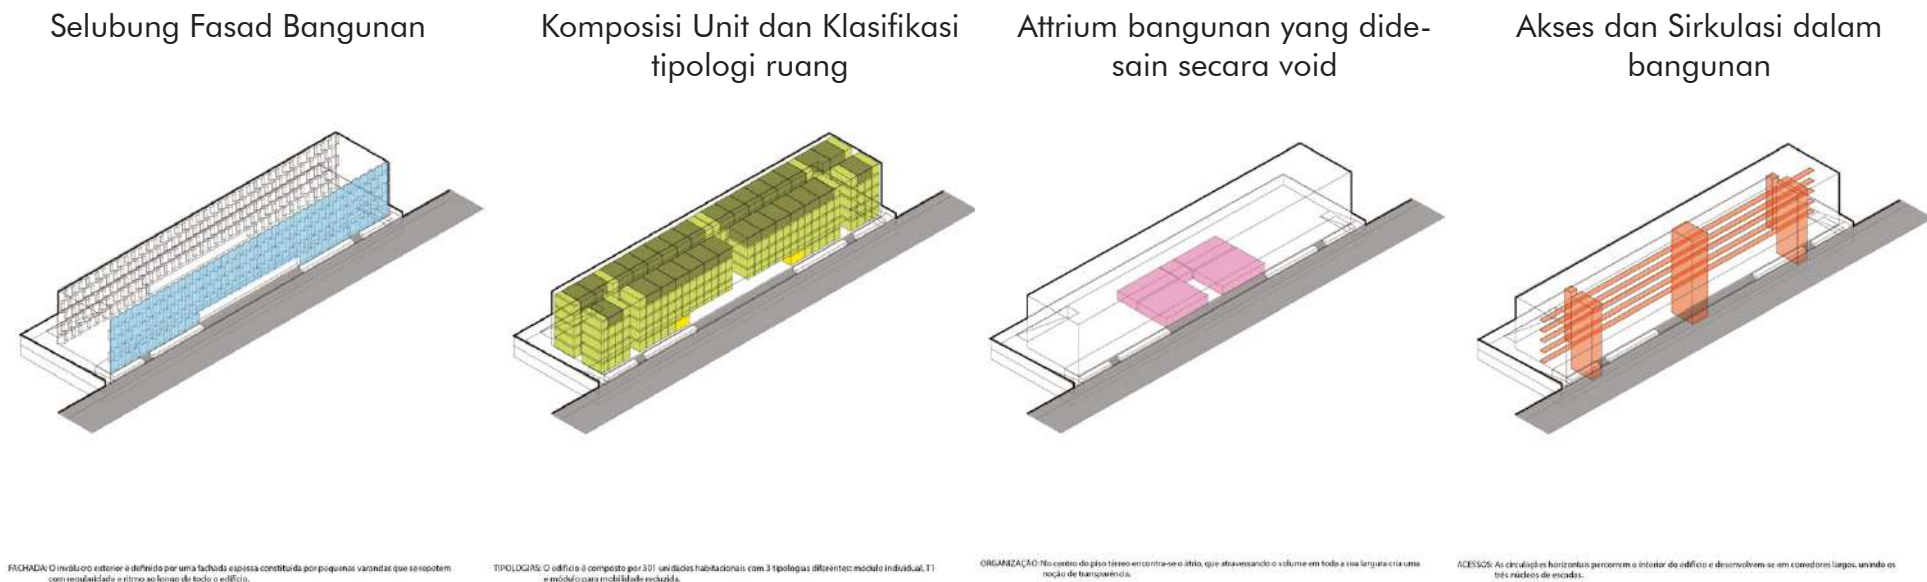 Selubung Fasad Bangunan
Komposisi Unit dan Klasifikasi
tipologi ruang
Attrium bangunan yang dide-
sain secara void
Akses dan Sirkulasi dalam
bangunan
FACHADA: O invólucro exterior é definido por uma fachada espessa constituída por pequenas varandas que se repetem
com regularidade e ritmo ao longo de todo o edifício.
TIPOLOGIAS: O edifício é composto por 301 unidades habitacionais com 3 tipologias diferentes: módulo individual, T1
e módulo para mobilidade reduzida.
ORGANIZAÇÃO: No centro do piso térreo encontra-se o átrio, que atravessando o volume em toda a sua largura cria uma
noção de transparência.
ACESSOS: As circulações horizontais percorrem o interior do edifício e desenvolvem-se em corredores largos, unindo os
três núcleos de escadas.